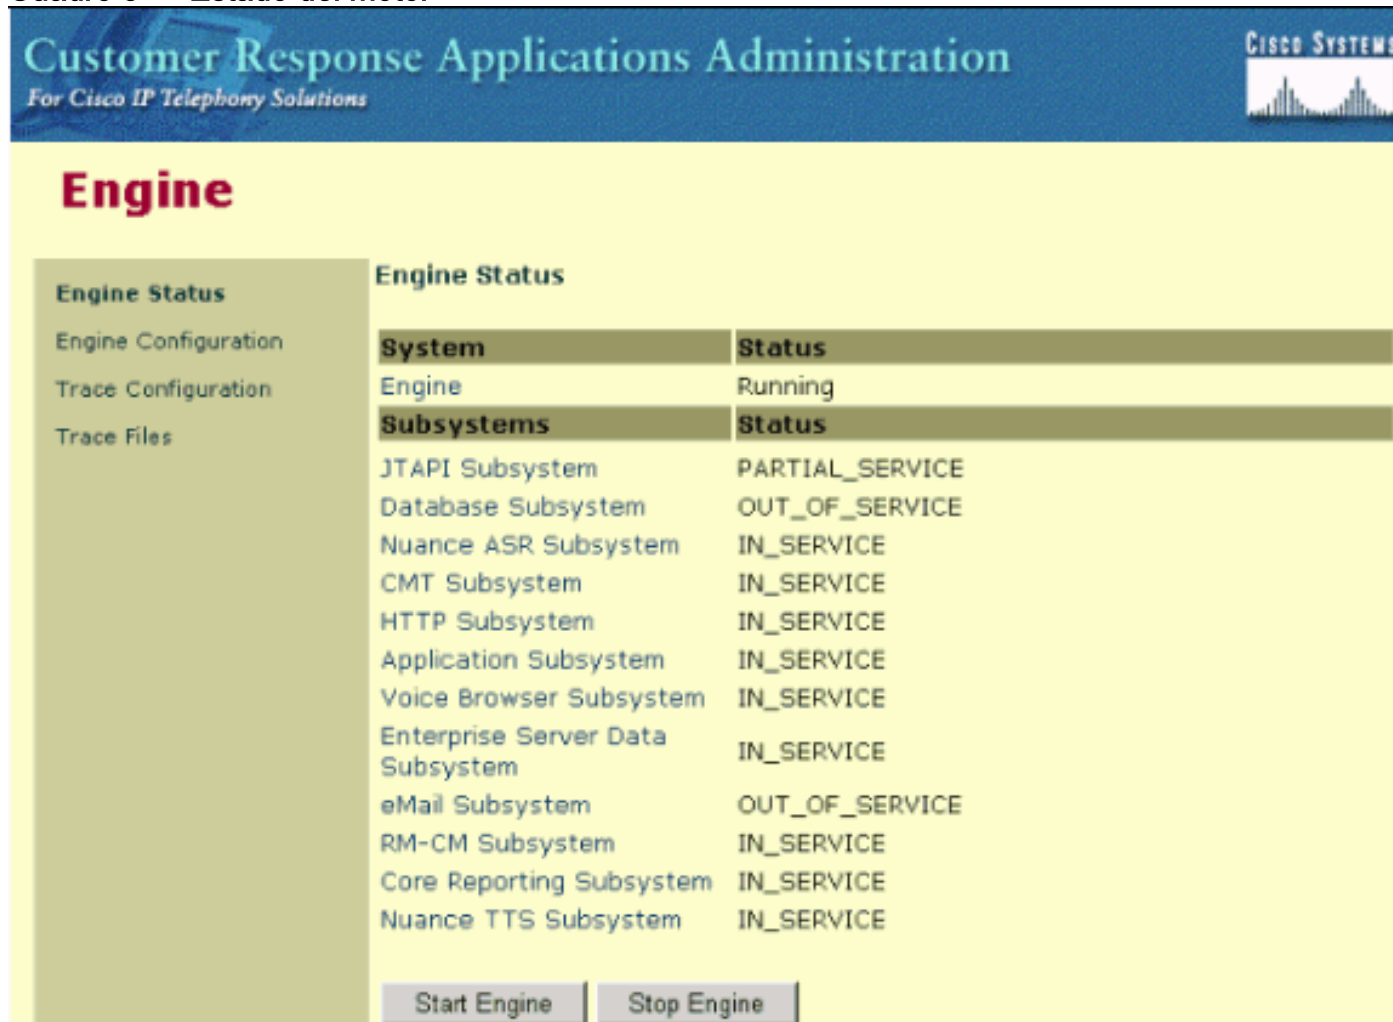 Customer Response Applications Administration
For Cisco IP Telephony Solutions
CISCO SYSTEMS
Engine
Engine Status
Engine Configuration
Trace Configuration
Trace Files
Engine Status
System Status
Engine Running
Subsystems Status
JTAPI Subsystem PARTIAL_SERVICE
Database Subsystem OUT_OF_SERVICE
Nuance ASR Subsystem IN_SERVICE
CMT Subsystem IN_SERVICE
HTTP Subsystem IN_SERVICE
Application Subsystem IN_SERVICE
Voice Browser Subsystem IN_SERVICE
Enterprise Server Data
Subsystem IN_SERVICE
eMail Subsystem OUT_OF_SERVICE
RM-CM Subsystem IN_SERVICE
Core Reporting Subsystem IN_SERVICE
Nuance TTS Subsystem IN_SERVICE
Start Engine Stop Engine